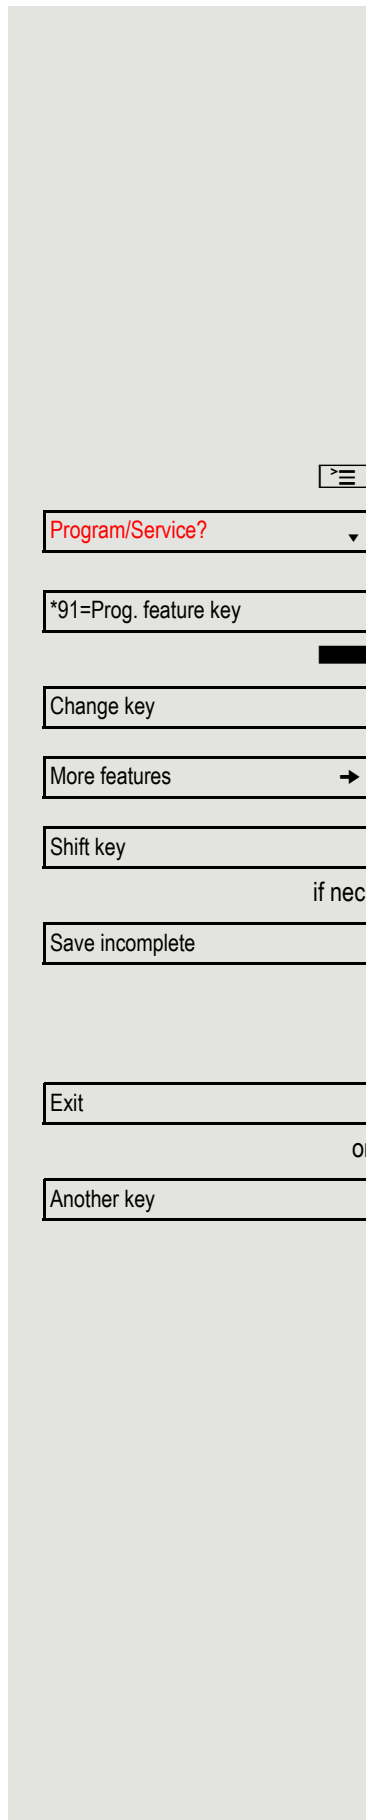 Program/Service?
*91=Prog. feature key
Change key
More features
Shift key
if nec
Save incomplete
Exit
or
Another key